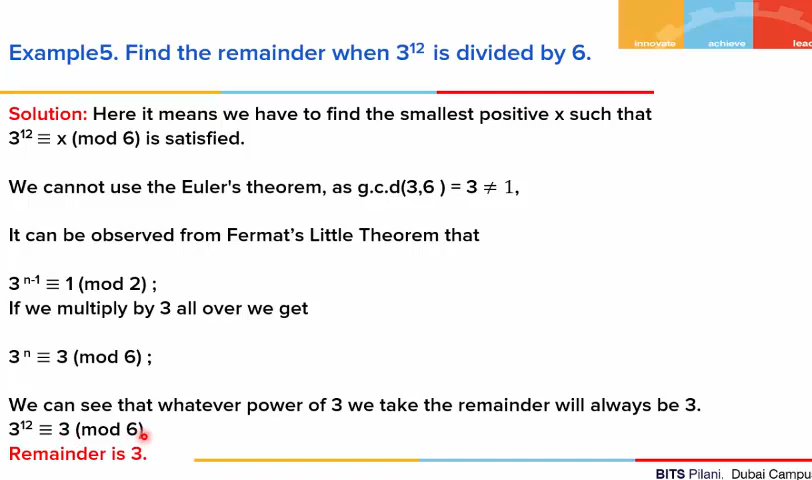 innovate achieve lea
Example5. Find the remainder when 3¹² is divided by 6.
Solution: Here it means we have to find the smallest positive x such that
3¹² ≡ x (mod 6) is satisfied.
We cannot use the Euler's theorem, as g.c.d(3,6 ) = 3 ≠ 1,
It can be observed from Fermat's Little Theorem that
3 ⁿ⁻¹ ≡ 1 (mod 2) ;
If we multiply by 3 all over we get
3 ⁿ ≡ 3 (mod 6) ;
We can see that whatever power of 3 we take the remainder will always be 3.
3¹² ≡ 3 (mod 6)
Remainder is 3.
BITS Pilani, Dubai Campu